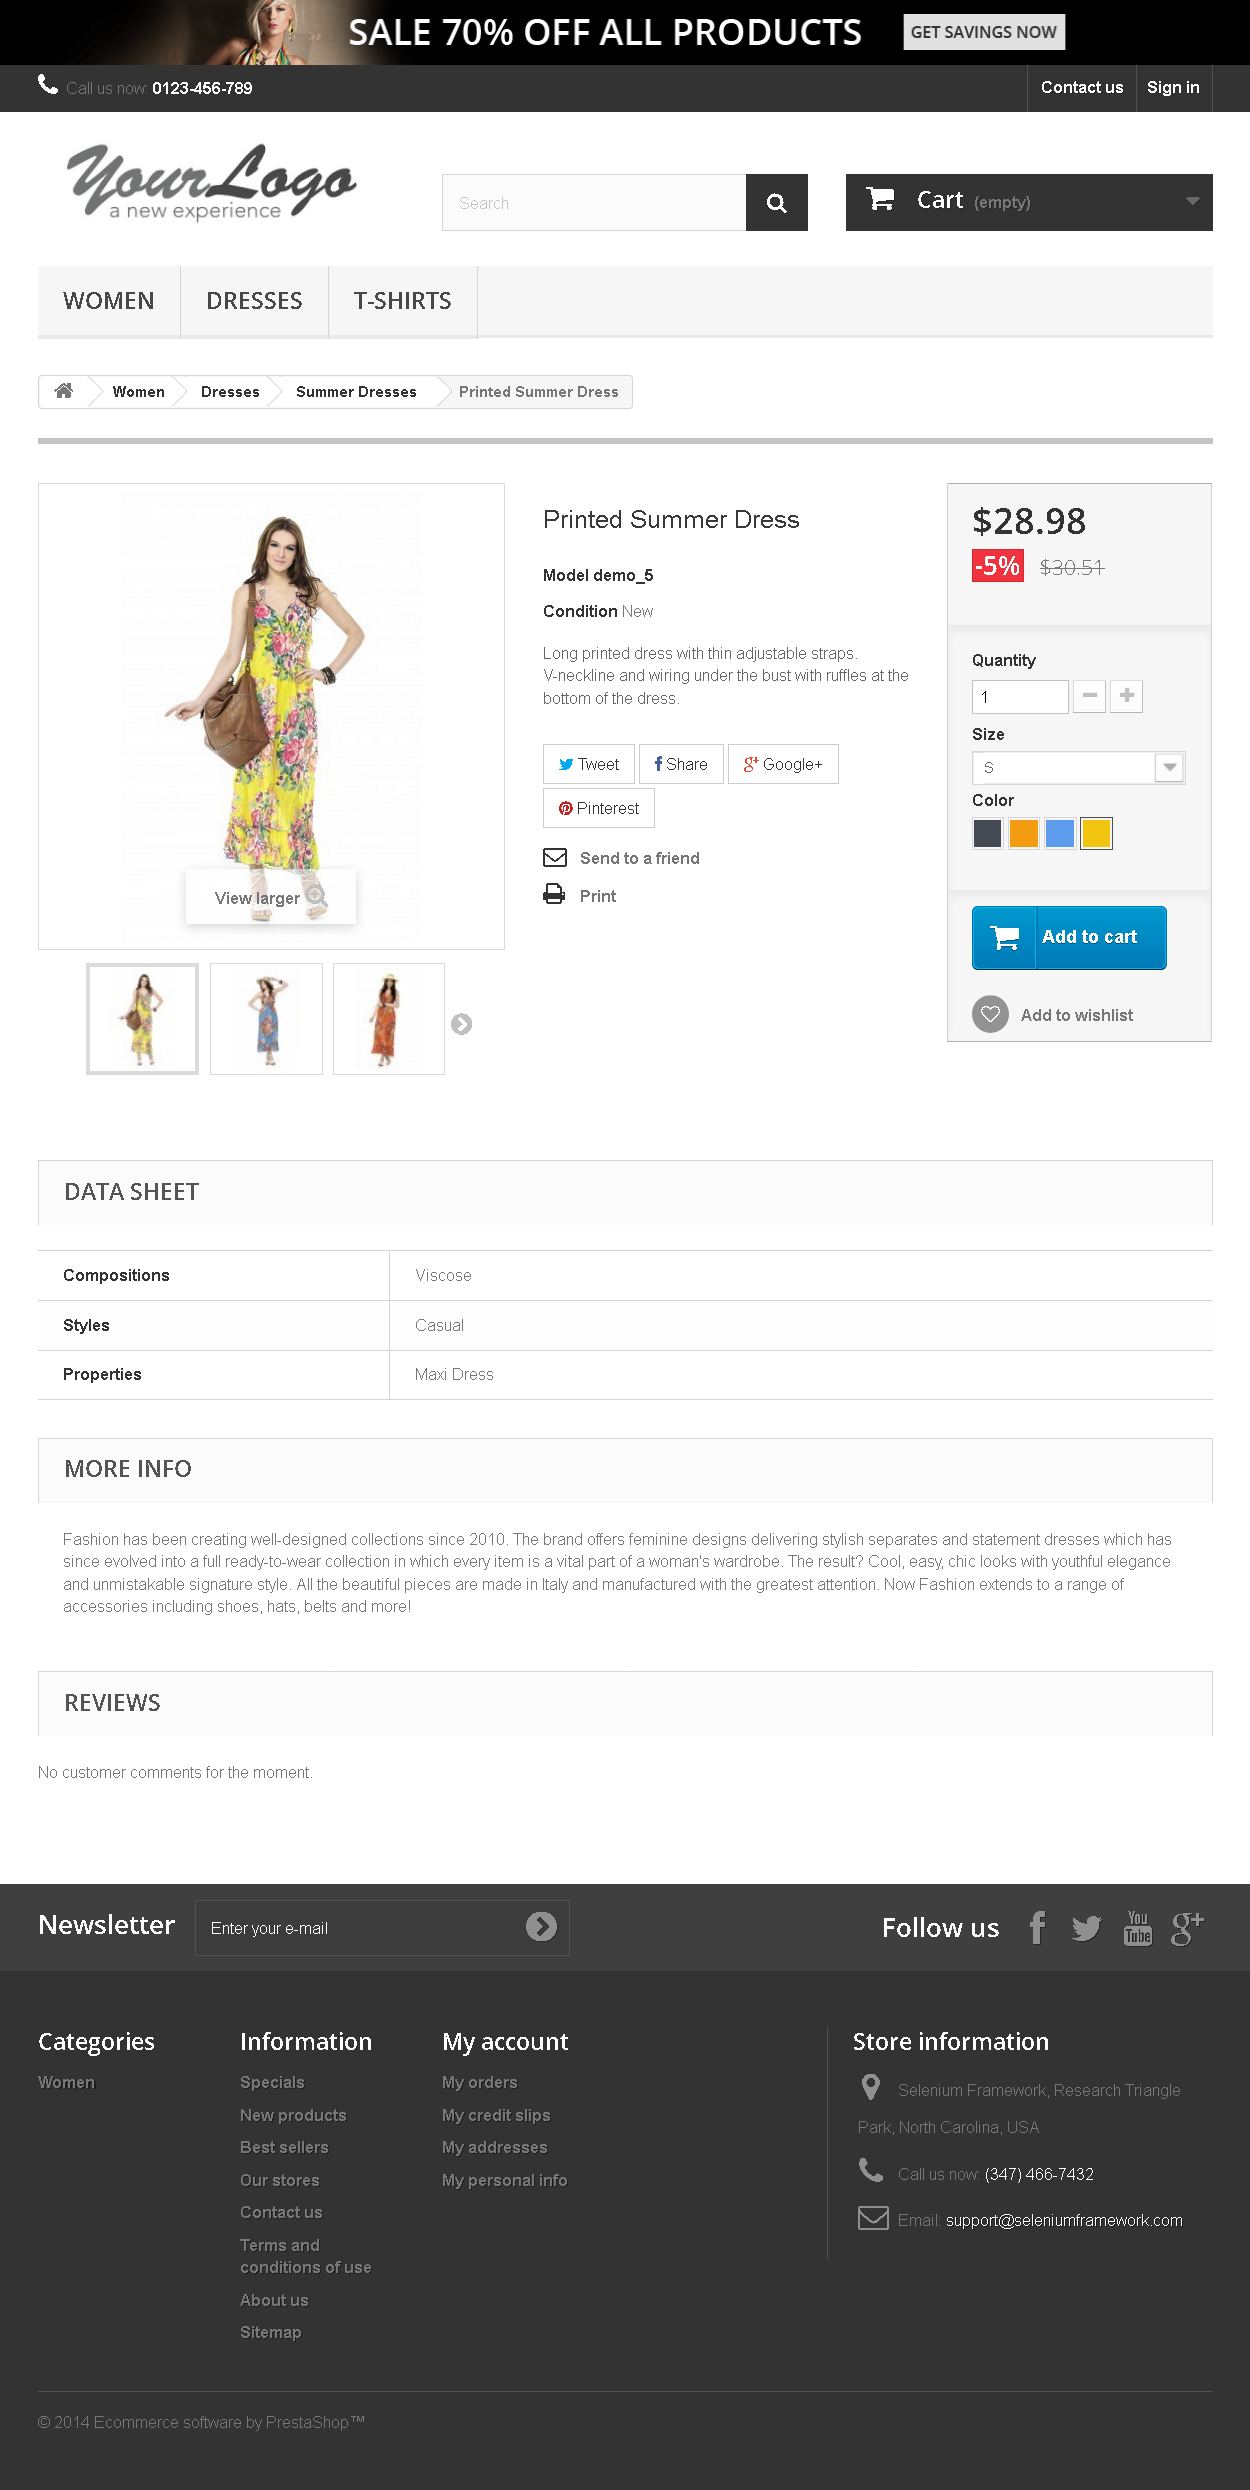 SALE 70% OFF ALL PRODUCTS
GET SAVINGS NOW
Call us now: 0123-456-789
Contact us
Sign in
YourLogo
a new experience
Search
Cart (empty)
WOMEN
DRESSES
T-SHIRTS
Women
Dresses
Summer Dresses
Printed Summer Dress
View larger
Printed Summer Dress
Model demo_5
Condition New
Long printed dress with thin adjustable straps.
V-neckline and wiring under the bust with ruffles at the
bottom of the dress.
Tweet
Share
Google+
Pinterest
Send to a friend
Print
$28.98
-5% $30.51
Quantity
1
Size
S
Color
Add to cart
Add to wishlist
DATA SHEET
Compositions Viscose
Styles Casual
Properties Maxi Dress
MORE INFO
Fashion has been creating well-designed collections since 2010. The brand offers feminine designs delivering stylish separates and statement dresses which has
since evolved into a full ready-to-wear collection in which every item is a vital part of a woman's wardrobe. The result? Cool, easy, chic looks with youthful elegance
and unmistakable signature style. All the beautiful pieces are made in Italy and manufactured with the greatest attention. Now Fashion extends to a range of
accessories including shoes, hats, belts and more!
REVIEWS
No customer comments for the moment.
Newsletter
Enter your e-mail
Follow us
You
Tube
Categories
Women
Information
Specials
New products
Best sellers
Our stores
Contact us
Terms and
conditions of use
About us
Sitemap
My account
My orders
My credit slips
My addresses
My personal info
Store information
Selenium Framework, Research Triangle
Park, North Carolina, USA
Call us now: (347) 466-7432
Email: support@seleniumframework.com
© 2014 Ecommerce software by PrestaShop™